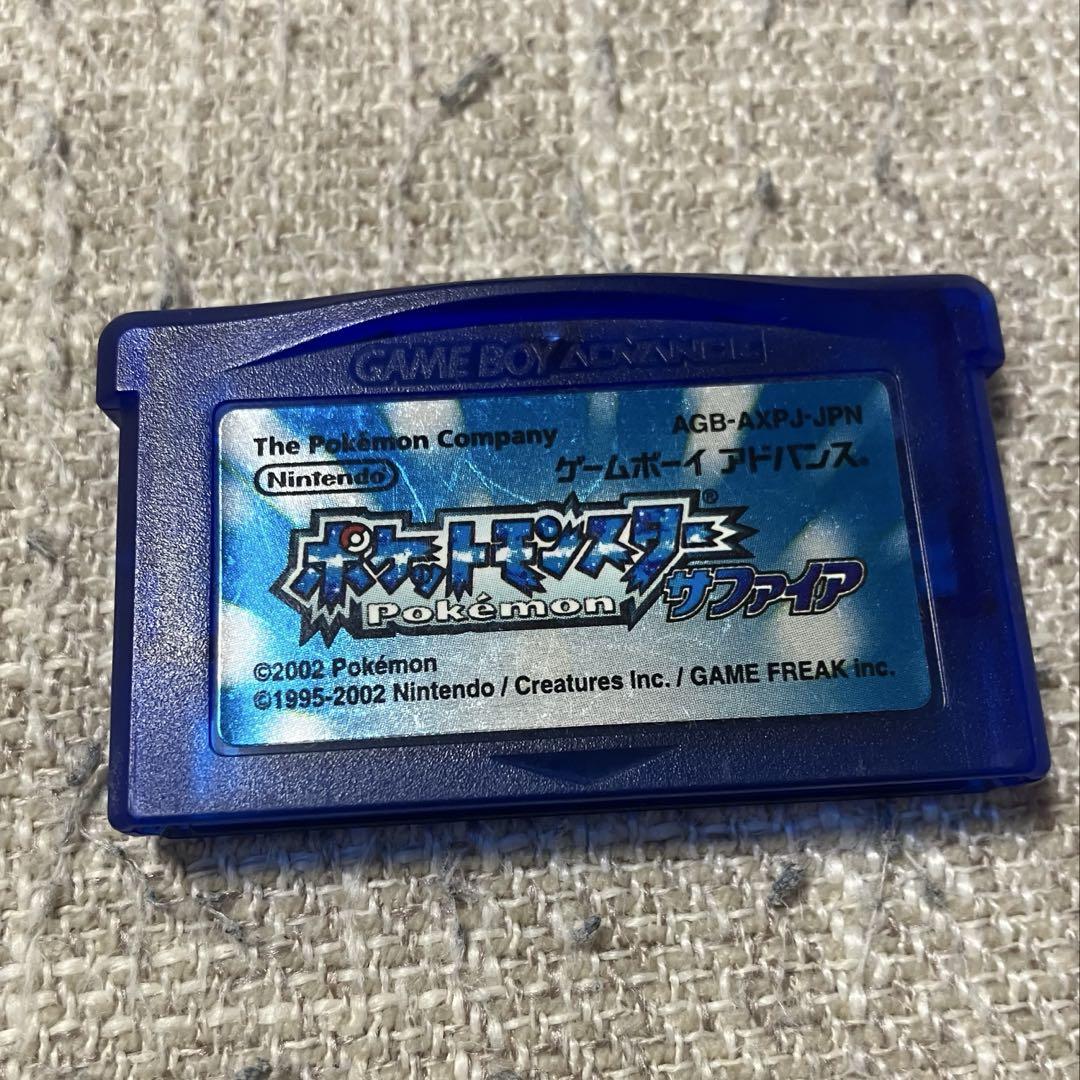 GAME BOY ADVANCE
The Pokémon Company
AGB-AXPJ-JPN
Nintendo
ゲームボーイ アドバンス®
ポケットモンスター®
Pokémon
サファイア
©2002 Pokémon
©1995-2002 Nintendo / Creatures Inc. / GAME FREAK inc.